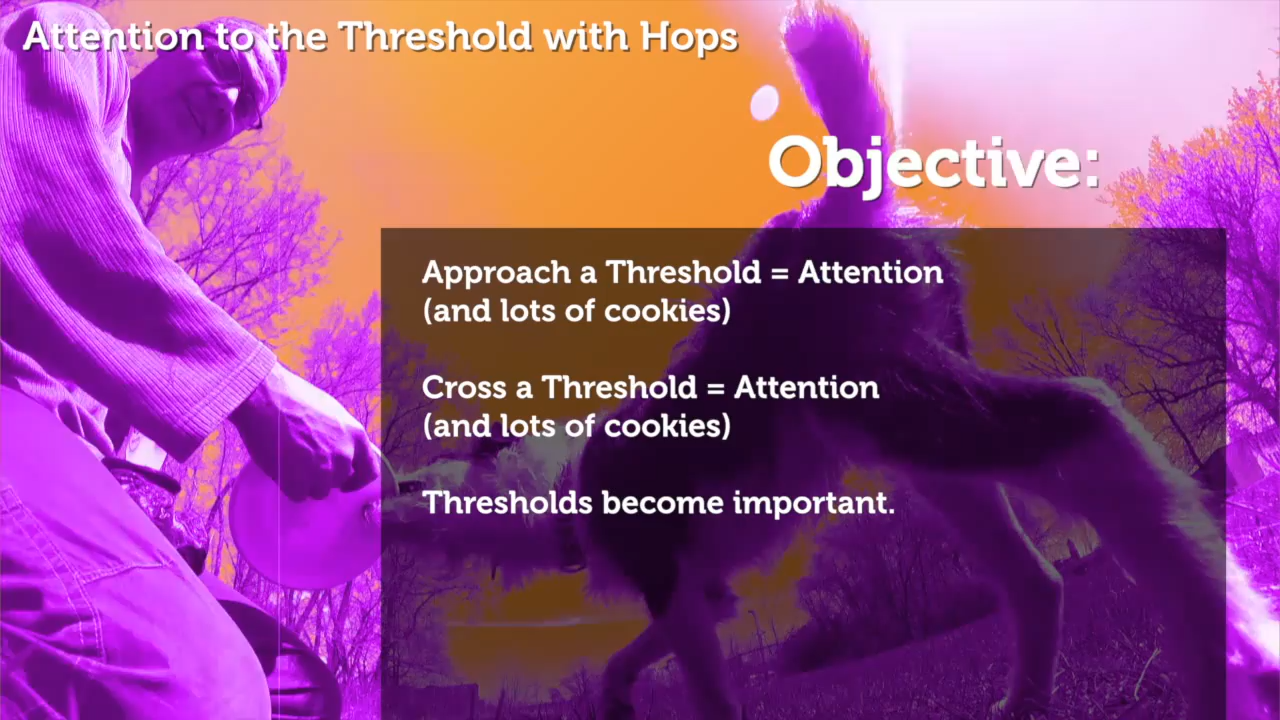 Attention to the Threshold with Hops
Objective:
Approach a Threshold = Attention
(and lots of cookies)
Cross a Threshold = Attention
(and lots of cookies)
Thresholds become important.